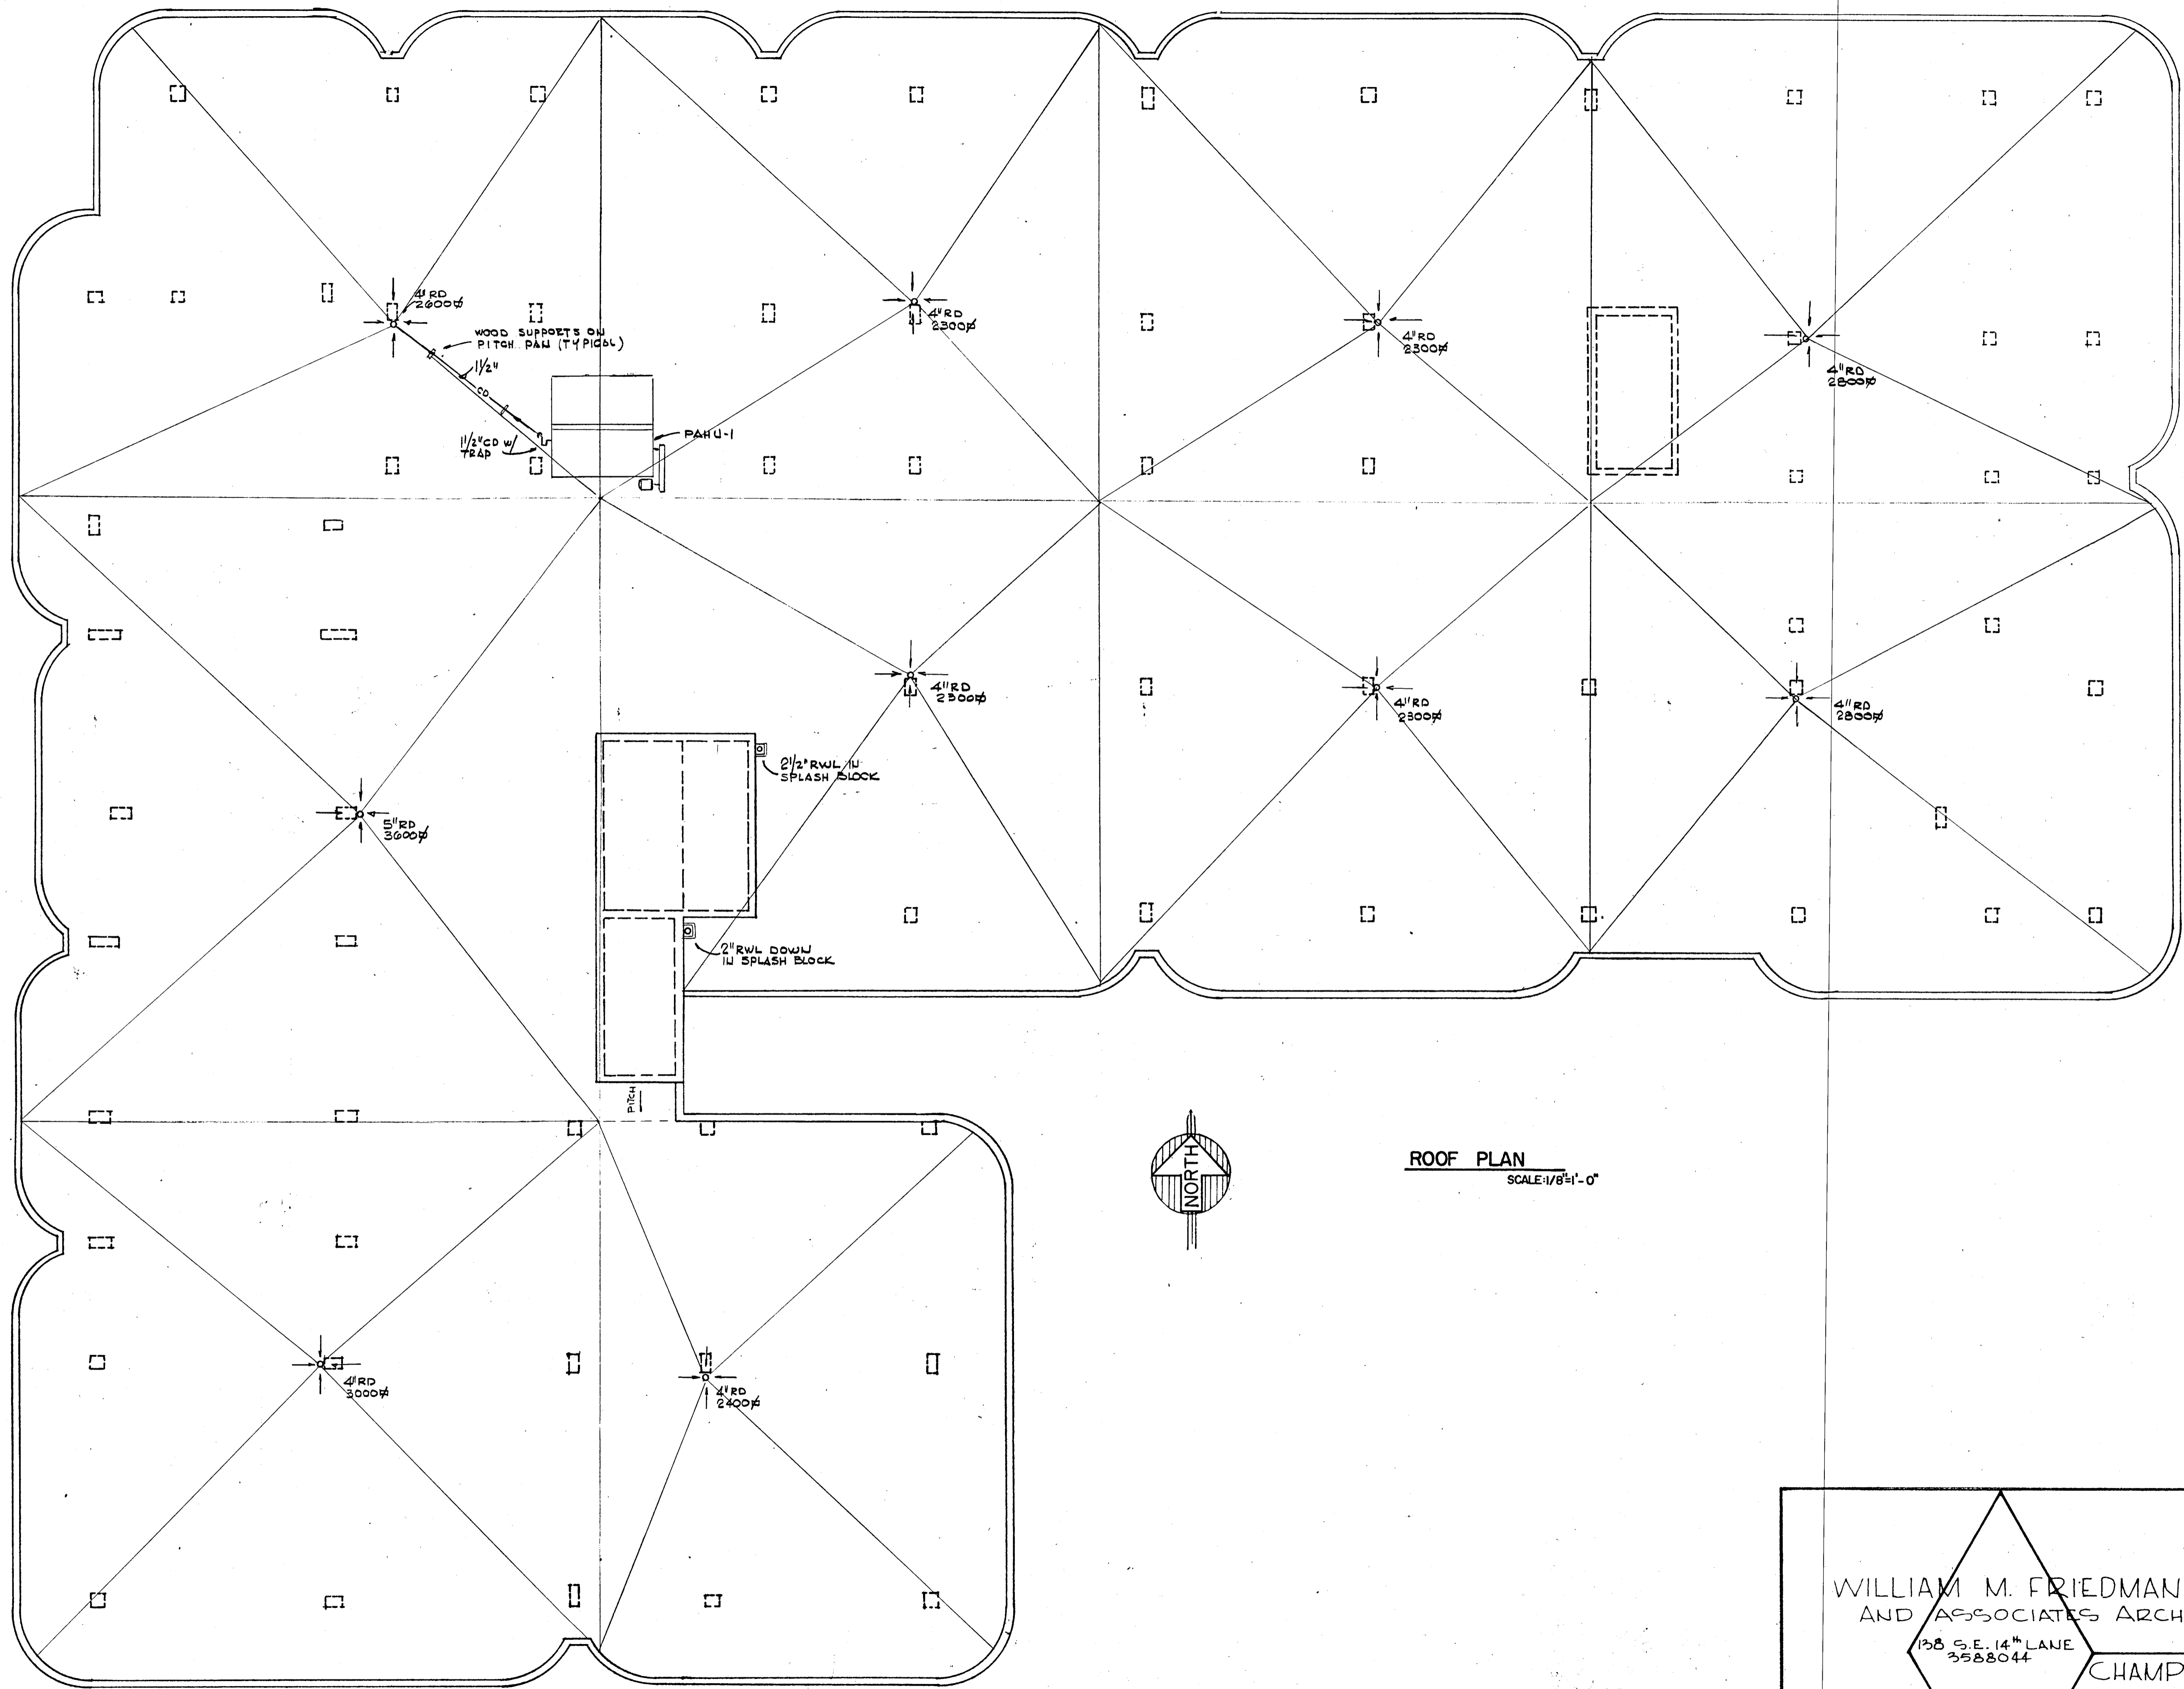 4" RD
2600⌀
WOOD SUPPORTS ON
PITCH PAN (TYPICAL)
1 1/2"
CD
1 1/2" CD W/
TRAP
PAHU-1
4" RD
2300⌀
4" RD
2300⌀
4" RD
2800⌀
4" RD
2300⌀
4" RD
2300⌀
4" RD
2800⌀
2 1/2" RWL IN
SPLASH BLOCK
5" RD
3600⌀
2" RWL DOWN
IN SPLASH BLOCK
PITCH
NORTH
ROOF PLAN
SCALE:1/8"=1'-0"
4" RD
3000⌀
4" RD
2400⌀
WILLIAM M. FRIEDMAN
AND ASSOCIATES ARCH
138 S.E. 14th LANE
3588044
CHAMP